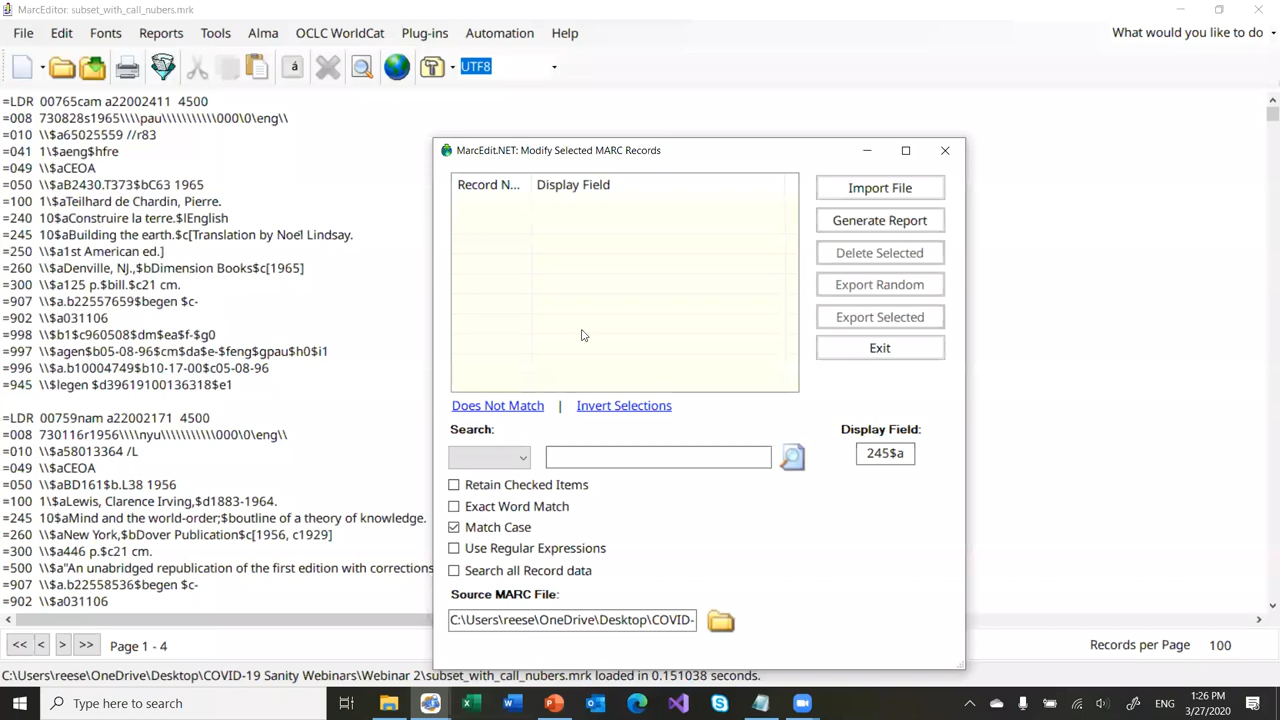 MarcEditor: subset_with_call_nubers.mrk
File Edit Fonts Reports Tools Alma OCLC WorldCat Plug-ins Automation Help What would you like to do
á UTF8
=LDR 00765cam a22002411 4500
=008 730828s1965\\\\pau\\\\\\\\\\\000\0\eng\\
=010 \\$a65025559 //r83
=041 1\$aeng$hfre
=049 \\$aCEOA
=050 \\$aB2430.T373$bC63 1965
=100 1\$aTeilhard de Chardin, Pierre.
=240 10$aConstruire la terre.$lEnglish
=245 10$aBuilding the earth.$c[Translation by Noel Lindsay.
=250 \\$a1st American ed.]
=260 \\$aDenville, NJ.,$bDimension Books$c[1965]
=300 \\$a125 p.$bill.$c21 cm.
=907 \\$a.b22557659$begen $c-
=902 \\$a031106
=998 \\$b1$c960508$dm$ea$f-$g0
=997 \\$agen$b05-08-96$cm$da$e-$feng$gpau$h0$i1
=996 \\$a.b10004749$b10-17-00$c05-08-96
=945 \\$legen $d39619100136318$e1
=LDR 00759nam a22002171 4500
=008 730116r1956\\\\nyu\\\\\\\\\\\000\0\eng\\
=010 \\$a58013364 /L
=049 \\$aCEOA
=050 \\$aBD161$b.L38 1956
=100 1\$aLewis, Clarence Irving,$d1883-1964.
=245 10$aMind and the world-order;$boutline of a theory of knowledge.
=260 \\$aNew York,$bDover Publication$c[1956, c1929]
=300 \\$a446 p.$c21 cm.
=500 \\$a"An unabridged republication of the first edition with corrections
=907 \\$a.b22558536$begen $c-
=902 \\$a031106
MarcEdit.NET: Modify Selected MARC Records
Record N... Display Field
Import File
Generate Report
Delete Selected
Export Random
Export Selected
Exit
Does Not Match | Invert Selections
Search:
Display Field:
245$a
Retain Checked Items
Exact Word Match
Match Case
Use Regular Expressions
Search all Record data
Source MARC File:
C:\Users\reese\OneDrive\Desktop\COVID-
<< < > >> Page 1 - 4 Records per Page 100
C:\Users\reese\OneDrive\Desktop\COVID-19 Sanity Webinars\Webinar 2\subset_with_call_nubers.mrk loaded in 0.151038 seconds.
Type here to search
1:26 PM
3/27/2020